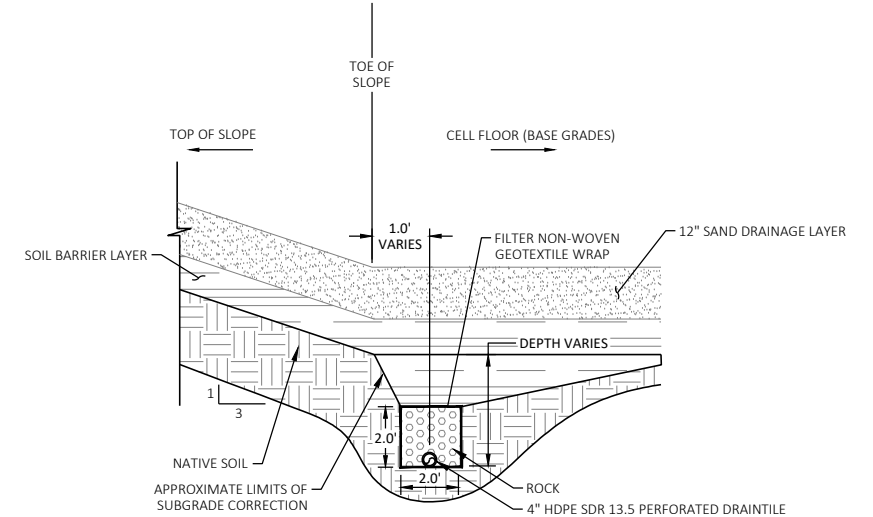 TOE OF
SLOPE
TOP OF SLOPE
CELL FLOOR (BASE GRADES)
1.0'
VARIES
FILTER NON-WOVEN
GEOTEXTILE WRAP
12" SAND DRAINAGE LAYER
SOIL BARRIER LAYER
DEPTH VARIES
1
3
2.0'
2.0'
NATIVE SOIL
APPROXIMATE LIMITS OF
SUBGRADE CORRECTION
ROCK
4" HDPE SDR 13.5 PERFORATED DRAINTILE